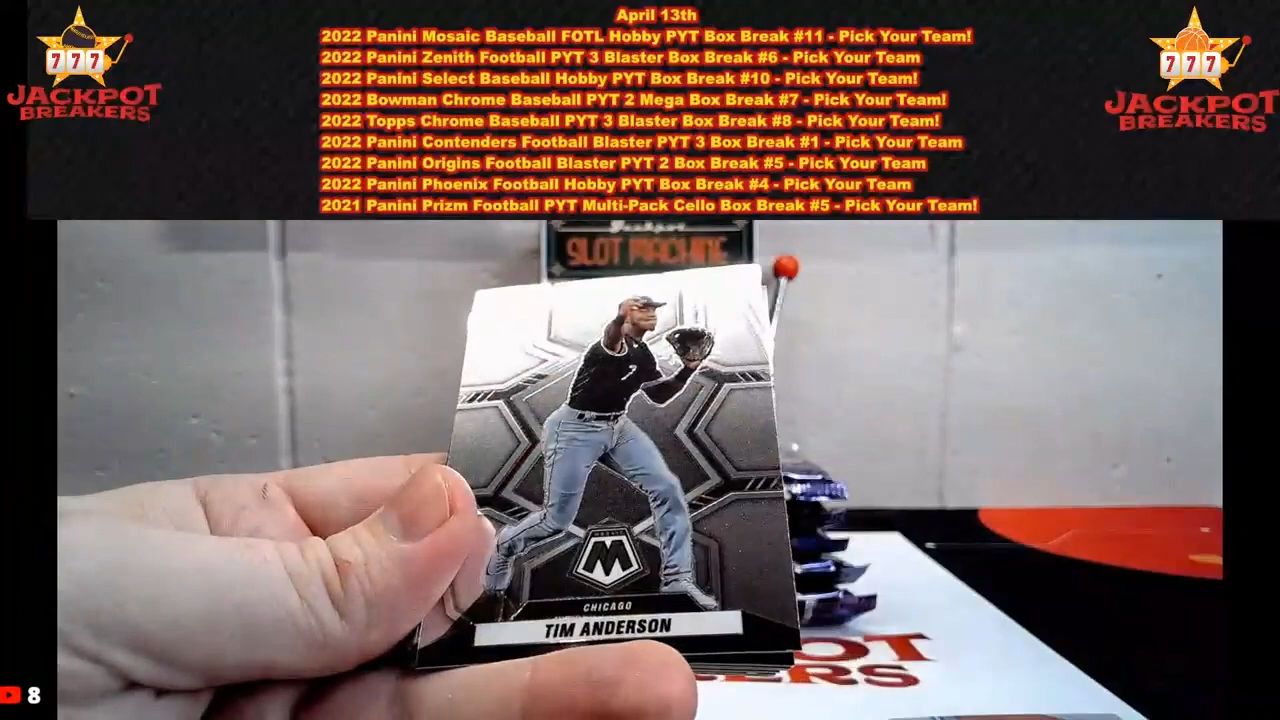 April 13th
2022 Panini Mosaic Baseball FOTL Hobby PYT Box Break #11 - Pick Your Team!
2022 Panini Zenith Football PYT 3 Blaster Box Break #6 - Pick Your Team
2022 Panini Select Baseball Hobby PYT Box Break #10 - Pick Your Team!
2022 Bowman Chrome Baseball PYT 2 Mega Box Break #7 - Pick Your Team!
2022 Topps Chrome Baseball PYT 3 Blaster Box Break #8 - Pick Your Team!
2022 Panini Contenders Football Blaster PYT 3 Box Break #1 - Pick Your Team
2022 Panini Origins Football Blaster PYT 2 Box Break #5 - Pick Your Team
2022 Panini Phoenix Football Hobby PYT Box Break #4 - Pick Your Team
2021 Panini Prizm Football PYT Multi-Pack Cello Box Break #5 - Pick Your Team!
777
JACKPOT
BREAKERS
777
JACKPOT
BREAKERS
Jackpot
SLOT MACHINE
7
MOSAIC
M
CHICAGO
TIM ANDERSON
POT
KERS
8